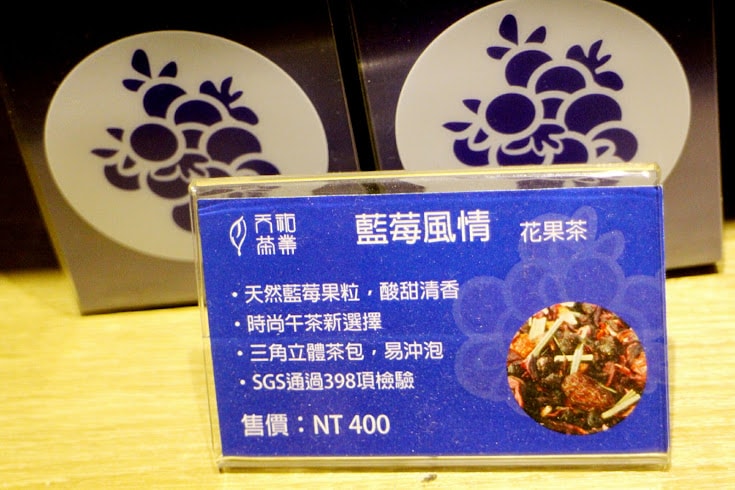 天祐
茶業
藍莓風情 花果茶
・天然藍莓果粒，酸甜清香
・時尚午茶新選擇
・三角立體茶包，易沖泡
・SGS通過398項檢驗
售價：NT 400